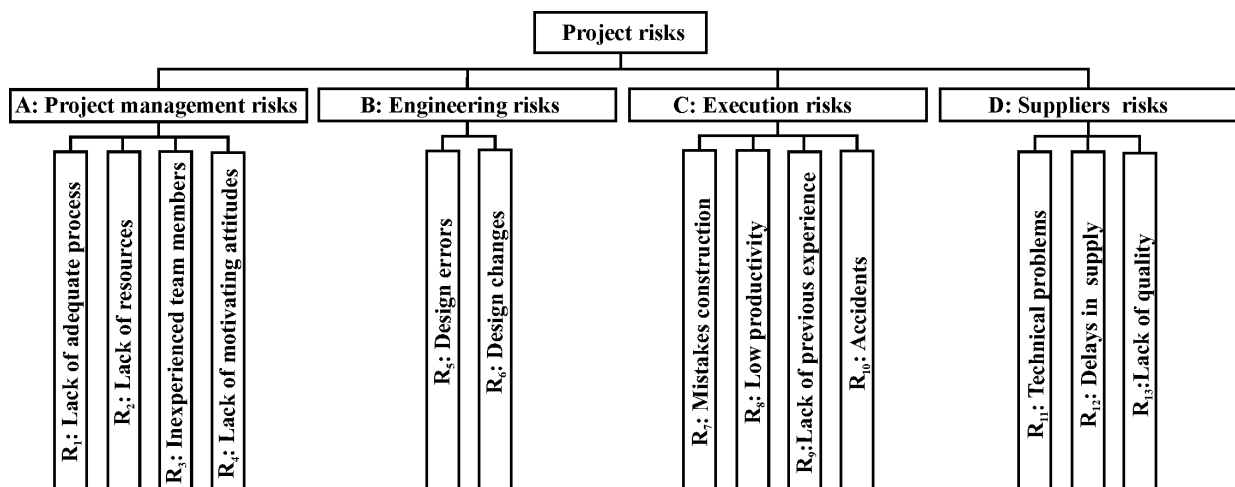 Project risks
A: Project management risks
B: Engineering risks
C: Execution risks
D: Suppliers risks
R₁: Lack of adequate process
R₂: Lack of resources
R₃: Inexperienced team members
R₄: Lack of motivating attitudes
R₅: Design errors
R₆: Design changes
R₇: Mistakes construction
R₈: Low productivity
R₉:Lack of previous experience
R₁₀: Accidents
R₁₁: Technical problems
R₁₂: Delays in supply
R₁₃:Lack of quality